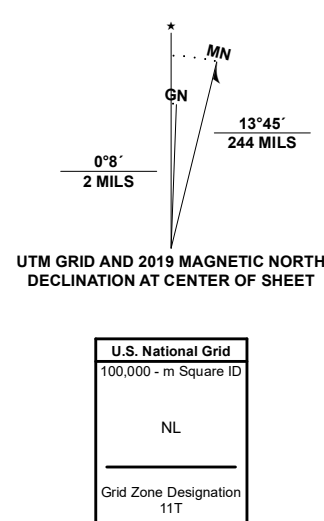 ★
MN
GN
13°45´
244 MILS
0°8´
2 MILS
UTM GRID AND 2019 MAGNETIC NORTH
DECLINATION AT CENTER OF SHEET
U.S. National Grid
100,000 - m Square ID
NL
Grid Zone Designation
11T